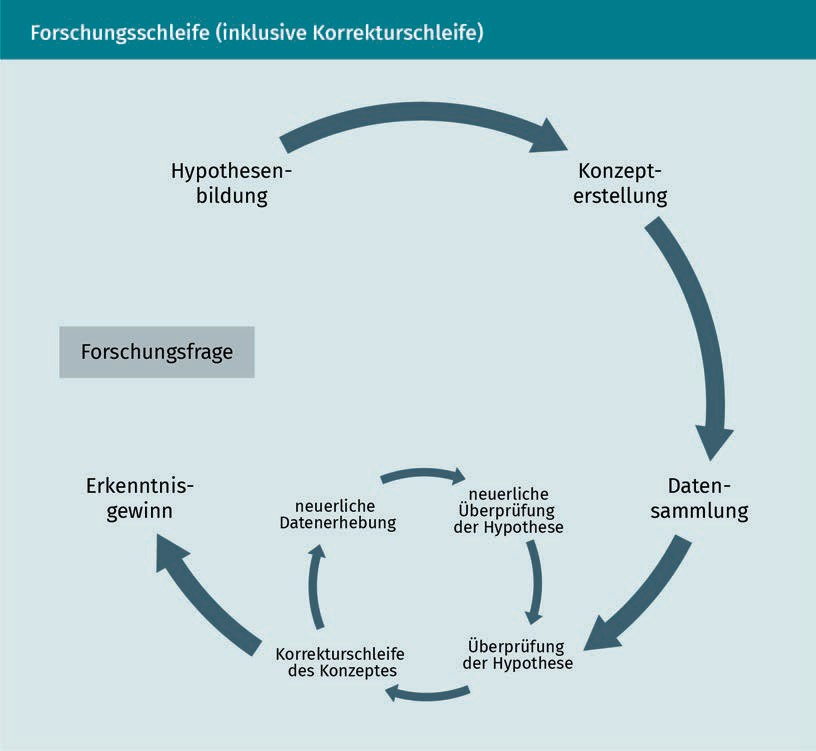 Forschungsschleife (inklusive Korrekturschleife)
Hypothesen-
bildung
Konzept-
erstellung
Forschungsfrage
Erkenntnis-
gewinn
neuerliche
Datenerhebung
neuerliche
Überprüfung
der Hypothese
Daten-
sammlung
Korrekturschleife
des Konzeptes
Überprüfung
der Hypothese